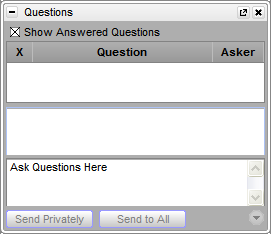 Questions
Show Answered Questions
X Question Asker
Ask Questions Here
Send Privately Send to All